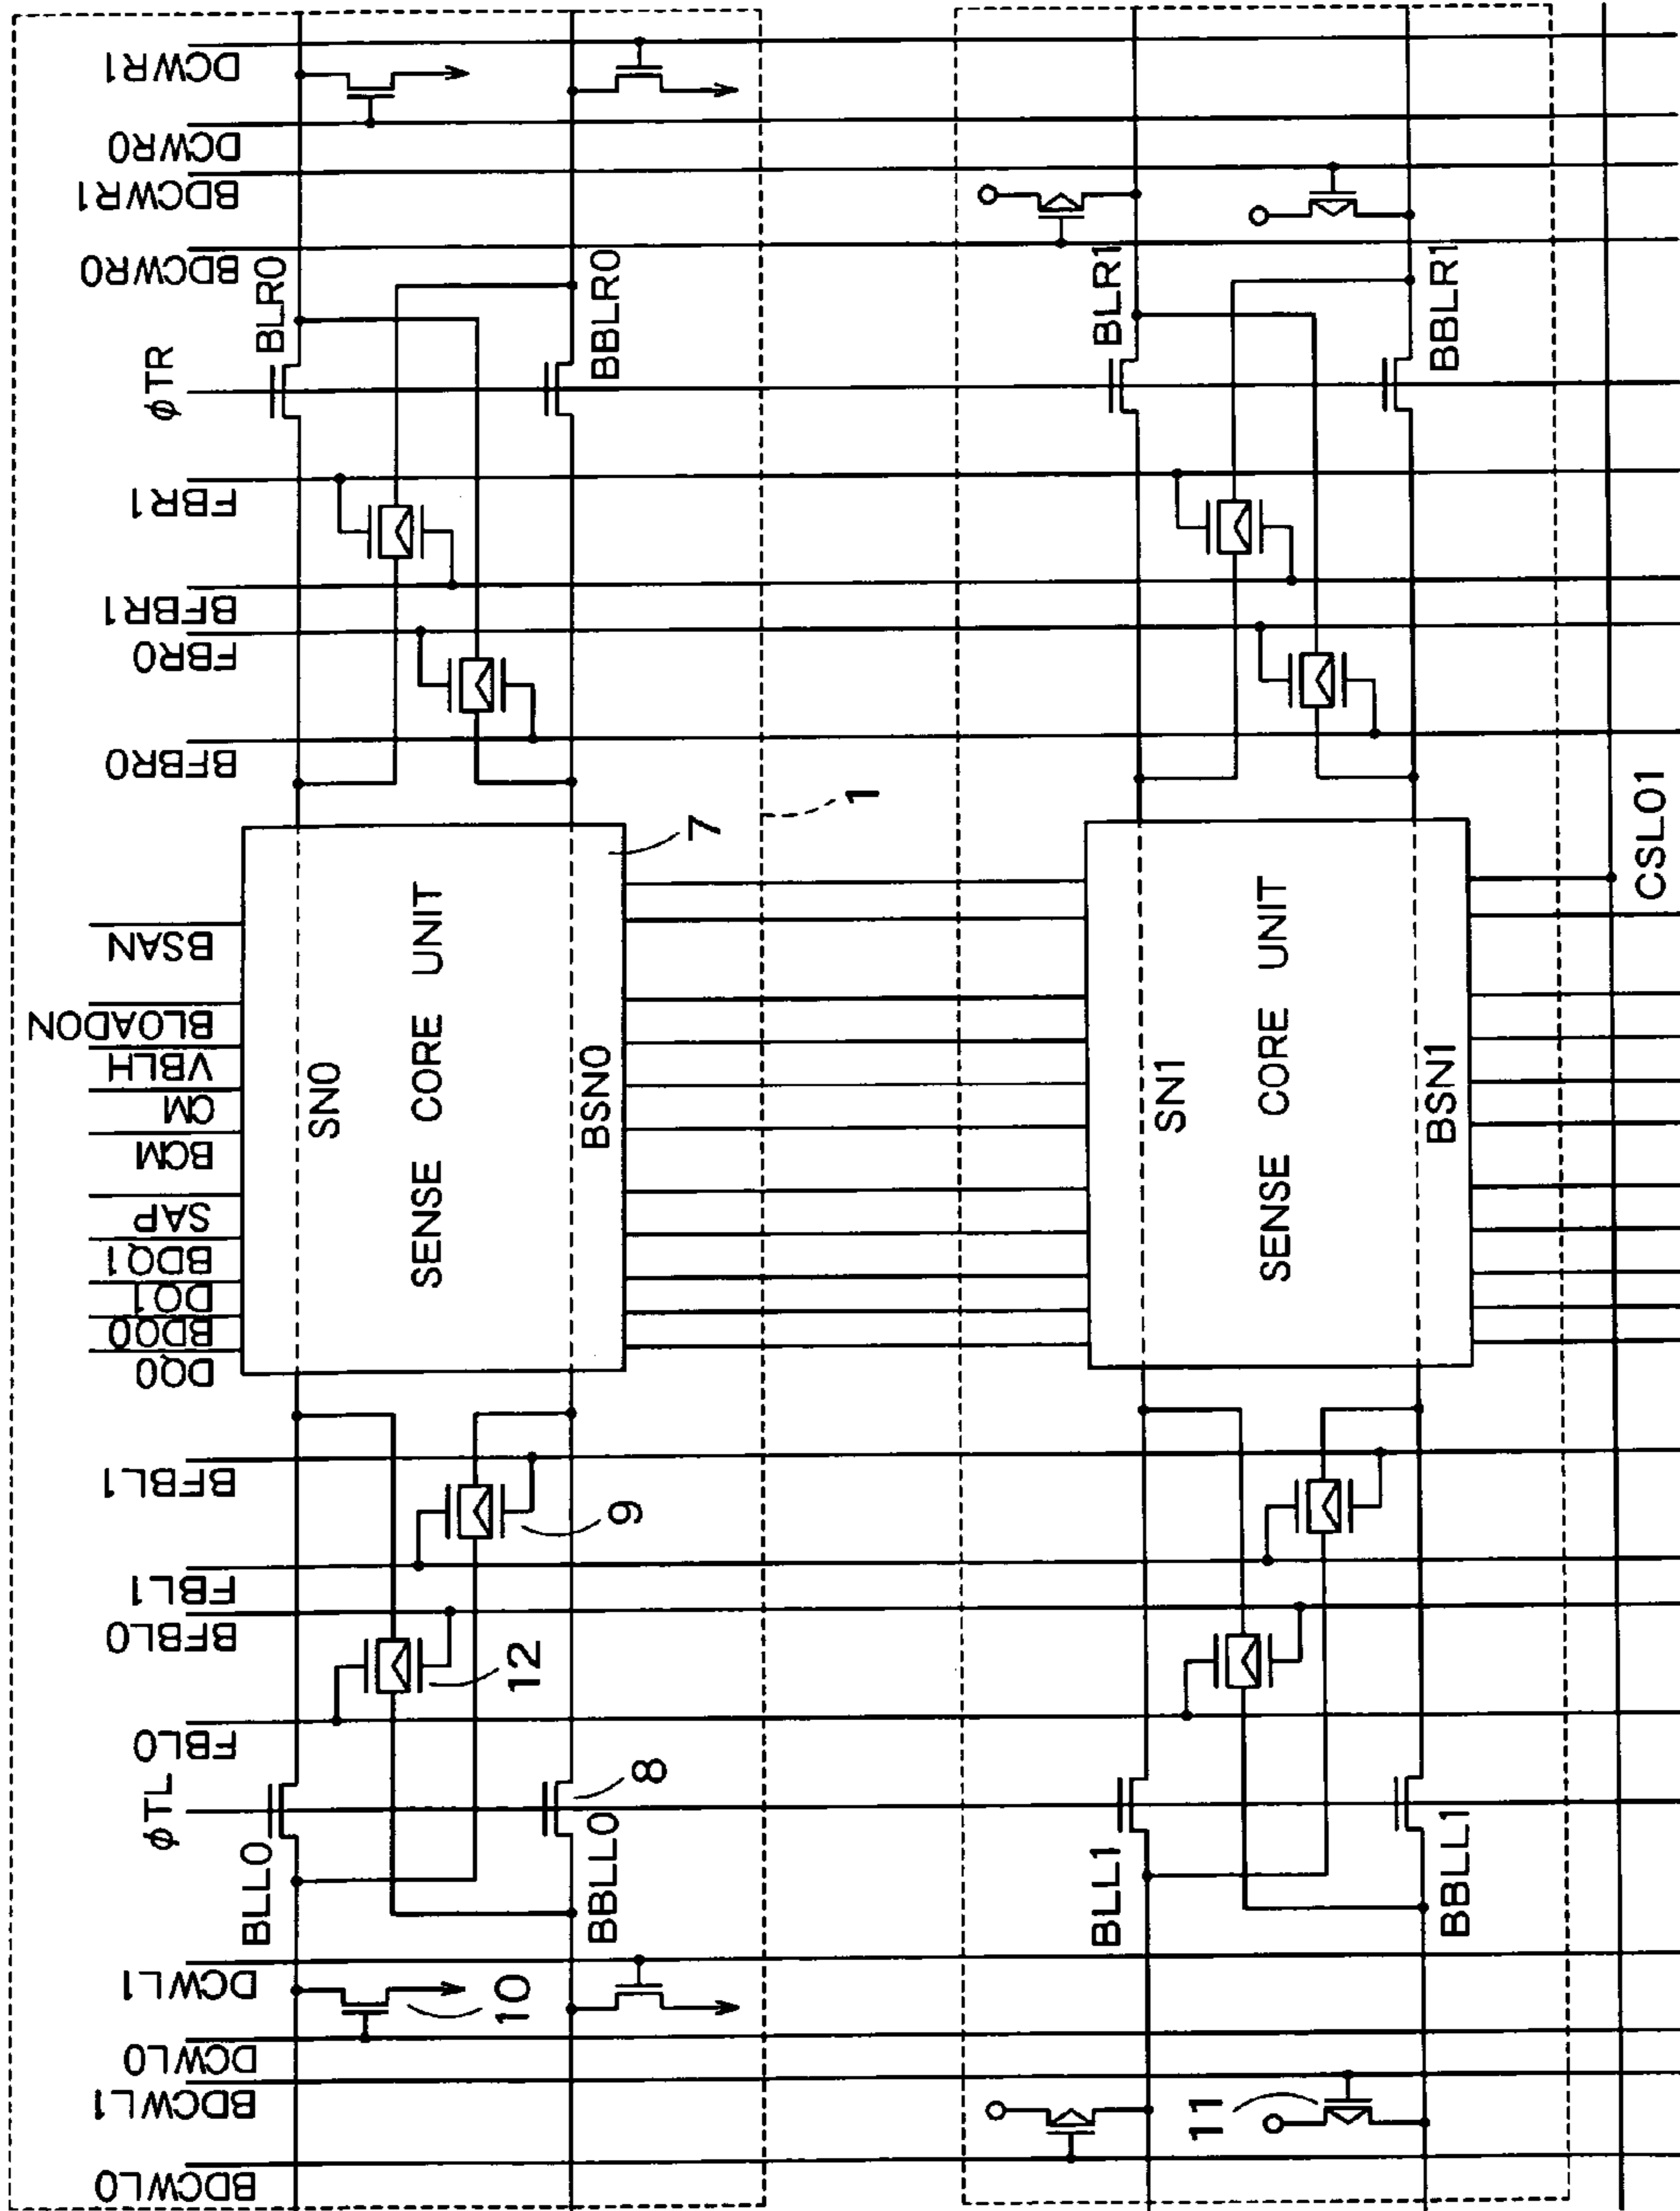 BDCWL0
BDCWL1
DCWL0
DCWL1
φTL
FBL0
BFBL0
FBL1
BFBL1
DQ0
BDQ0
DQ1
BDQ1
SAP
BCM
CM
VBLH
BLOADON
BSAN
BFBR0
FBR0
BFBR1
FBR1
φTR
BDCWR0
BDCWR1
DCWR0
DCWR1
BLL0
BLR0
10
12
9
SN0
SENSE CORE UNIT
BSN0
7
BBLL0
8
BBLR0
1
BLL1
BLR1
11
SN1
SENSE CORE UNIT
BSN1
BBLL1
BBLR1
CSL01